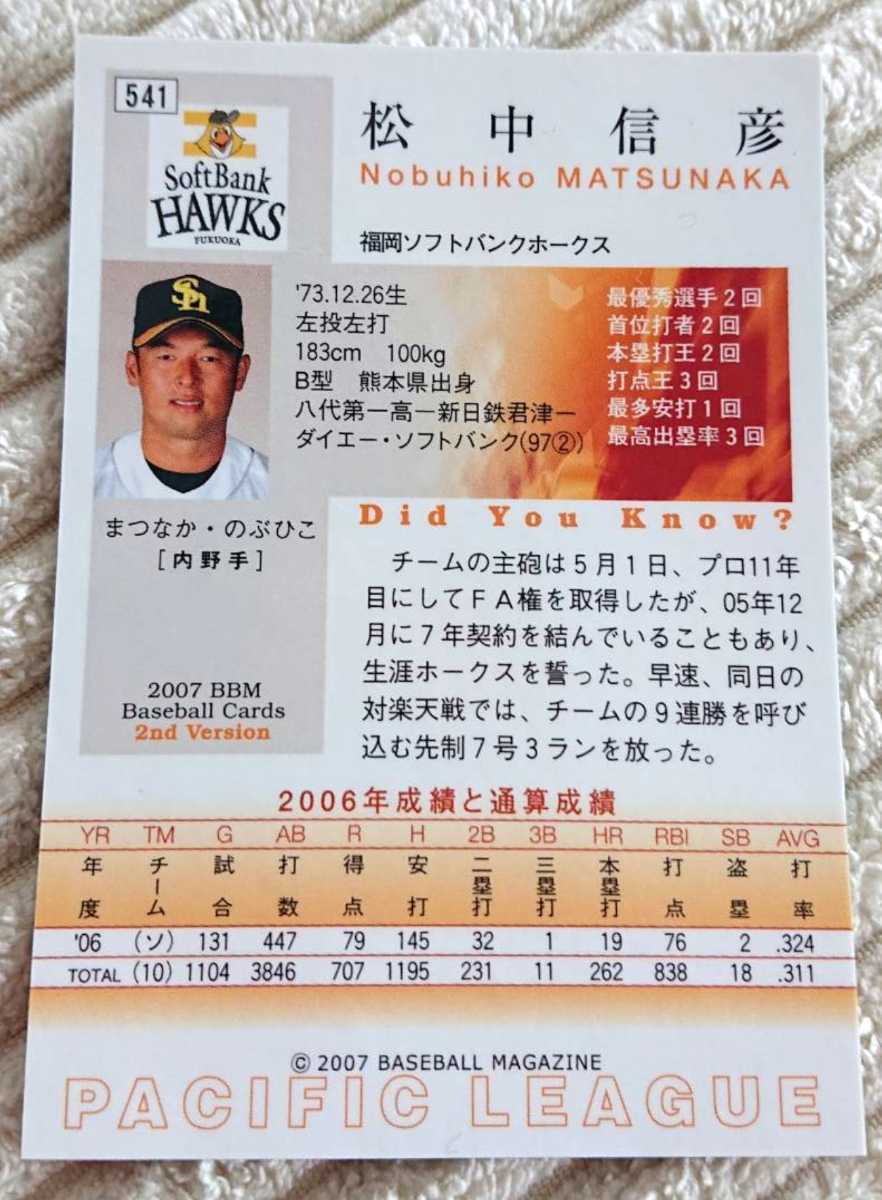 541
SoftBank
HAWKS
FUKUOKA
松中信彦
Nobuhiko MATSUNAKA
福岡ソフトバンクホークス
Sh
'73.12.26生
左投左打
183cm 100kg
B型 熊本県出身
八代第一高―新日鉄君津―
ダイエー・ソフトバンク(97②))
最優秀選手2回
首位打者2回
本塁打王2回
打点王3回
最多安打1回
最高出塁率3回
まつなか・のぶひこ
[内野手]
2007 BBM
Baseball Cards
2nd Version
Did You Know?
チームの主砲は5月1日、プロ11年
目にしてFA権を取得したが、05年12
月に7年契約を結んでいることもあり、
生涯ホークスを誓った。早速、同日の
対楽天戦では、チームの9連勝を呼び
込む先制7号3ランを放った。
2006年成績と通算成績
YR TM G AB R H 2B 3B HR RBI SB AVG
年度 チーム 試合 打数 得点 安打 二塁打 三塁打 本塁打 打点 盗塁 打率
'06 (ソ) 131 447 79 145 32 1 19 76 2 .324
TOTAL (10) 1104 3846 707 1195 231 11 262 838 18 .311
© 2007 BASEBALL MAGAZINE
PACIFIC LEAGUE